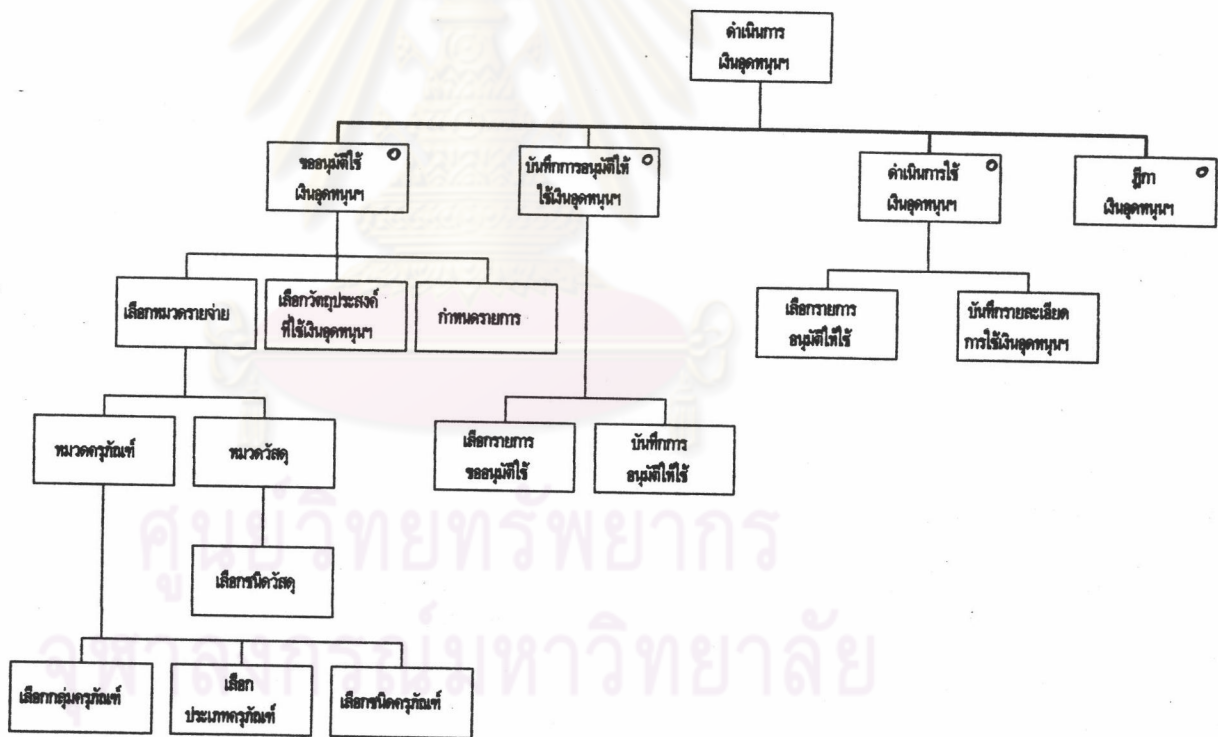 ดำเนินการ
เงินอุดหนุนฯ
ขออนุมัติใช้
เงินอุดหนุนฯ
บันทึกการอนุมัติให้
ใช้เงินอุดหนุนฯ
ดำเนินการใช้
เงินอุดหนุนฯ
ฎีกา
เงินอุดหนุนฯ
เลือกหมวดรายจ่าย
เลือกวัตถุประสงค์
ที่ใช้เงินอุดหนุนฯ
กำหนดรายการ
เลือกรายการ
อนุมัติให้ใช้
บันทึกรายละเอียด
การใช้เงินอุดหนุนฯ
หมวดครุภัณฑ์
หมวดวัสดุ
เลือกรายการ
ขออนุมัติใช้
บันทึกการ
อนุมัติให้ใช้
เลือกชนิดวัสดุ
เลือกกลุ่มครุภัณฑ์
เลือก
ประเภทครุภัณฑ์
เลือกชนิดครุภัณฑ์
ศูนย์วิทยทรัพยากร
จุฬาลงกรณ์มหาวิทยาลัย